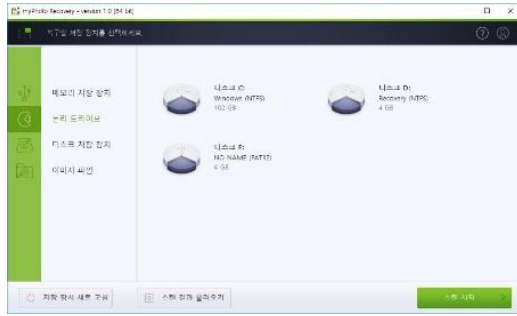 myPhoto Recovery - version 1.0 (64 bit)
복구할 저장 장치를 선택하세요
메모리 저장 장치
논리 드라이브
디스크 저장 장치
이미지 파일
디스크 C:
Windows (NTFS)
102 GB
디스크 D:
Recovery (NTFS)
4 GB
디스크 F:
NO NAME (FAT32)
4 GB
저장 장치 새로 고침
스캔 결과 불러오기
스캔 시작